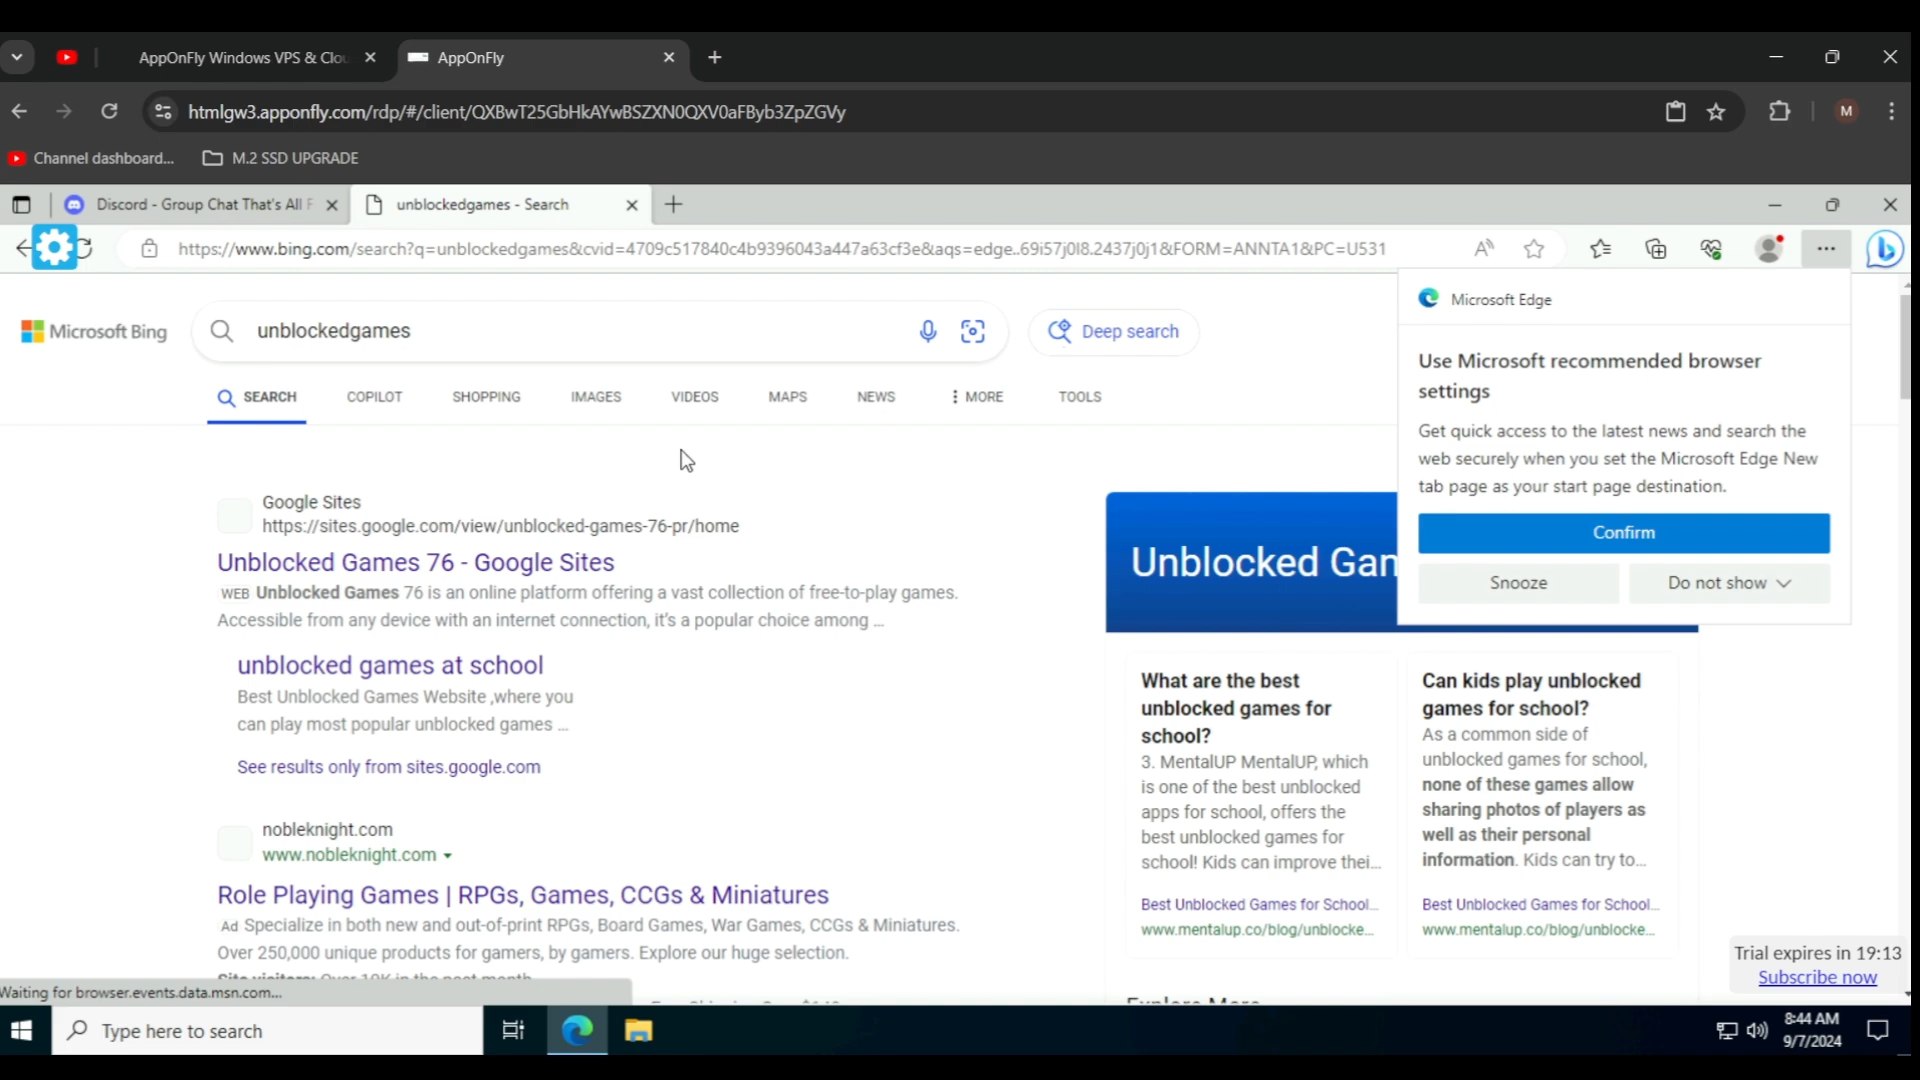 AppOnFly Windows VPS & Clou
AppOnFly
htmlgw3.apponfly.com/rdp/#/client/QXBwT25GbHkAYwBSZXN0QXV0aFByb3ZpZGVy
M
Channel dashboard...
M.2 SSD UPGRADE
Discord - Group Chat That's All F
unblockedgames - Search
https://www.bing.com/search?q=unblockedgames&cvid=4709c517840c4b9396043a447a63cf3e&aqs=edge..69i57j0l8.2437j0j1&FORM=ANNTA1&PC=U531
Microsoft Bing
unblockedgames
Deep search
SEARCH
COPILOT
SHOPPING
IMAGES
VIDEOS
MAPS
NEWS
MORE
TOOLS
Microsoft Edge
Use Microsoft recommended browser
settings
Get quick access to the latest news and search the
web securely when you set the Microsoft Edge New
tab page as your start page destination.
Confirm
Snooze
Do not show
Google Sites
https://sites.google.com/view/unblocked-games-76-pr/home
Unblocked Games 76 - Google Sites
WEB Unblocked Games 76 is an online platform offering a vast collection of free-to-play games.
Accessible from any device with an internet connection, it's a popular choice among ...
unblocked games at school
Best Unblocked Games Website ,where you
can play most popular unblocked games ...
See results only from sites.google.com
nobleknight.com
www.nobleknight.com
Role Playing Games | RPGs, Games, CCGs & Miniatures
Ad Specialize in both new and out-of-print RPGs, Board Games, War Games, CCGs & Miniatures.
Over 250,000 unique products for gamers, by gamers. Explore our huge selection.
Site visitors: Over 10K in the past month
Unblocked Gam
What are the best
unblocked games for
school?
3. MentalUP MentalUP, which
is one of the best unblocked
apps for school, offers the
best unblocked games for
school! Kids can improve thei...
Best Unblocked Games for School...
www.mentalup.co/blog/unblocke...
Can kids play unblocked
games for school?
As a common side of
unblocked games for school,
none of these games allow
sharing photos of players as
well as their personal
information. Kids can try to...
Best Unblocked Games for School...
www.mentalup.co/blog/unblocke...
Explore More
Trial expires in 19:13
Subscribe now
Waiting for browser.events.data.msn.com...
Type here to search
8:44 AM
9/7/2024